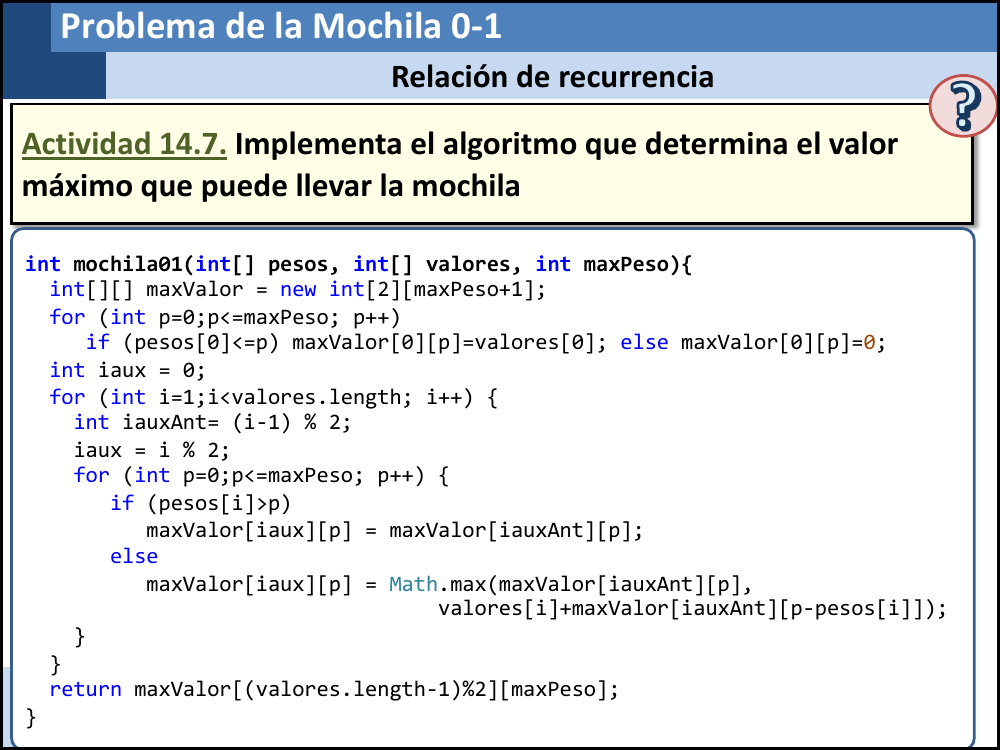 Problema de la Mochila 0-1
Relación de recurrencia
?
Actividad 14.7. Implementa el algoritmo que determina el valor
máximo que puede llevar la mochila
int mochila01(int[] pesos, int[] valores, int maxPeso){
int[][] maxValor = new int[2][maxPeso+1];
for (int p=0;p<=maxPeso; p++)
if (pesos[0]<=p) maxValor[0][p]=valores[0]; else maxValor[0][p]=0;
int iaux = 0;
for (int i=1;i<valores.length; i++) {
int iauxAnt= (i-1) % 2;
iaux = i % 2;
for (int p=0;p<=maxPeso; p++) {
if (pesos[i]>p)
maxValor[iaux][p] = maxValor[iauxAnt][p];
else
maxValor[iaux][p] = Math.max(maxValor[iauxAnt][p],
valores[i]+maxValor[iauxAnt][p-pesos[i]]);
}
}
return maxValor[(valores.length-1)%2][maxPeso];
}